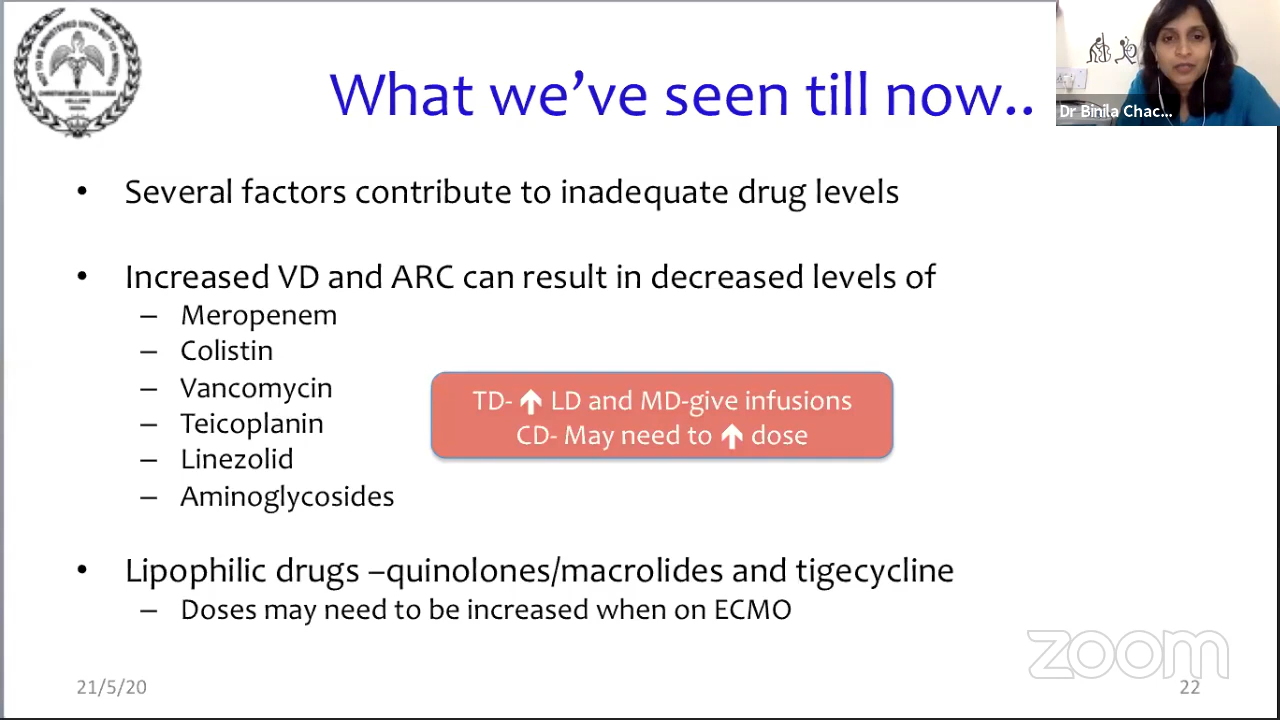 What we've seen till now..
Dr Binila Chac...
• Several factors contribute to inadequate drug levels
• Increased VD and ARC can result in decreased levels of
– Meropenem
– Colistin
– Vancomycin
– Teicoplanin
– Linezolid
– Aminoglycosides
TD- ↑ LD and MD-give infusions
CD- May need to ↑ dose
• Lipophilic drugs –quinolones/macrolides and tigecycline
– Doses may need to be increased when on ECMO
zoom
21/5/20
22